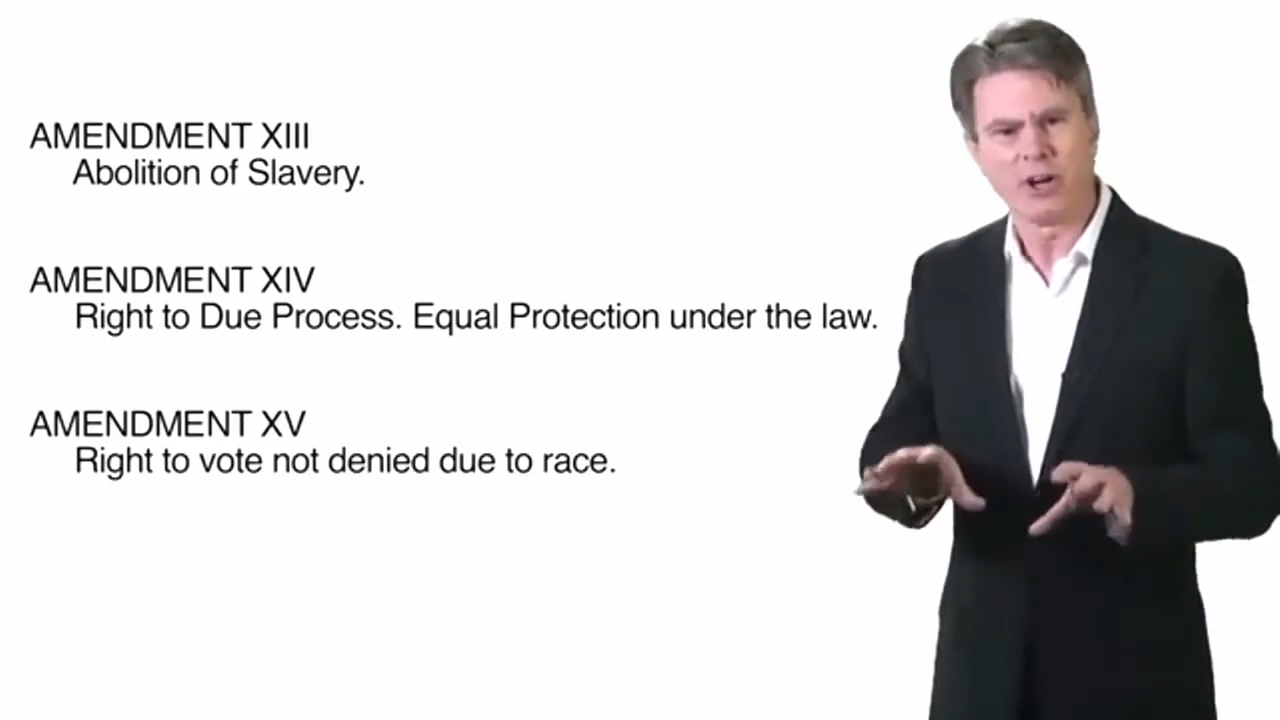 AMENDMENT XIII
Abolition of Slavery.
AMENDMENT XIV
Right to Due Process. Equal Protection under the law.
AMENDMENT XV
Right to vote not denied due to race.